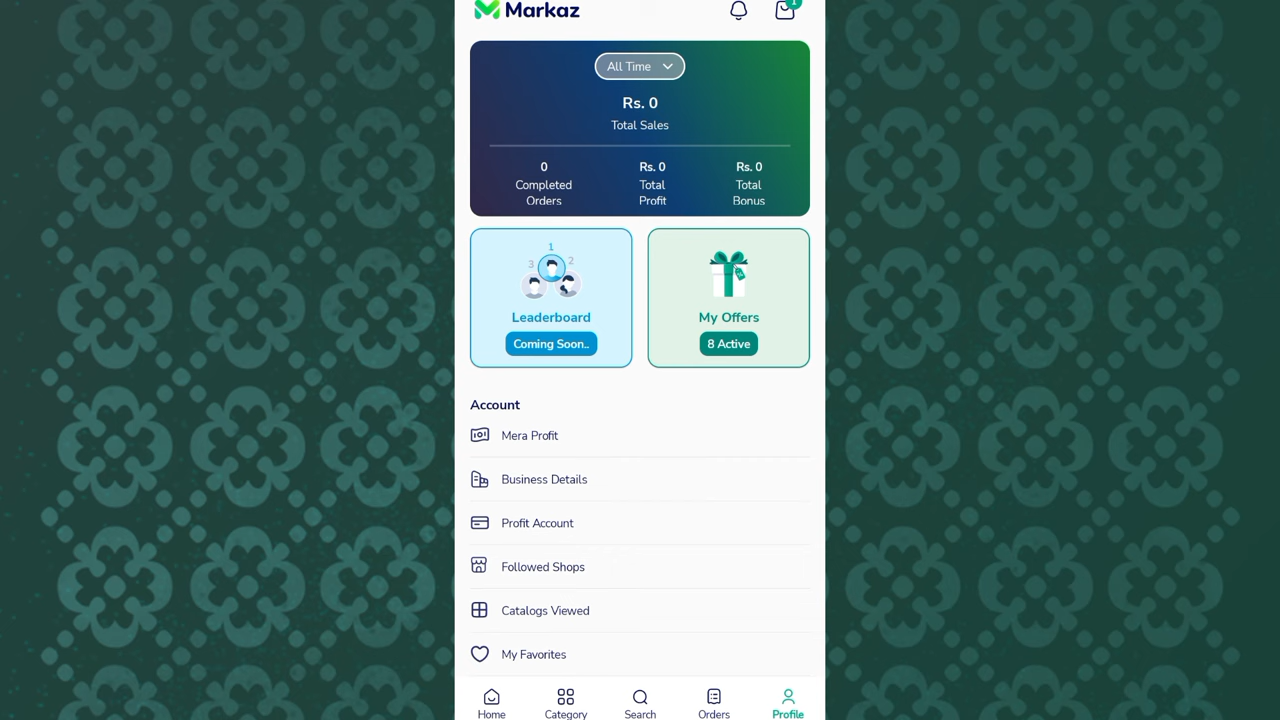 Markaz
1
All Time
Rs. 0
Total Sales
0
Completed
Orders
Rs. 0
Total
Profit
Rs. 0
Total
Bonus
1
2
3
Leaderboard
Coming Soon..
My Offers
8 Active
Account
Mera Profit
Business Details
Profit Account
Followed Shops
Catalogs Viewed
My Favorites
Home
Category
Search
Orders
Profile